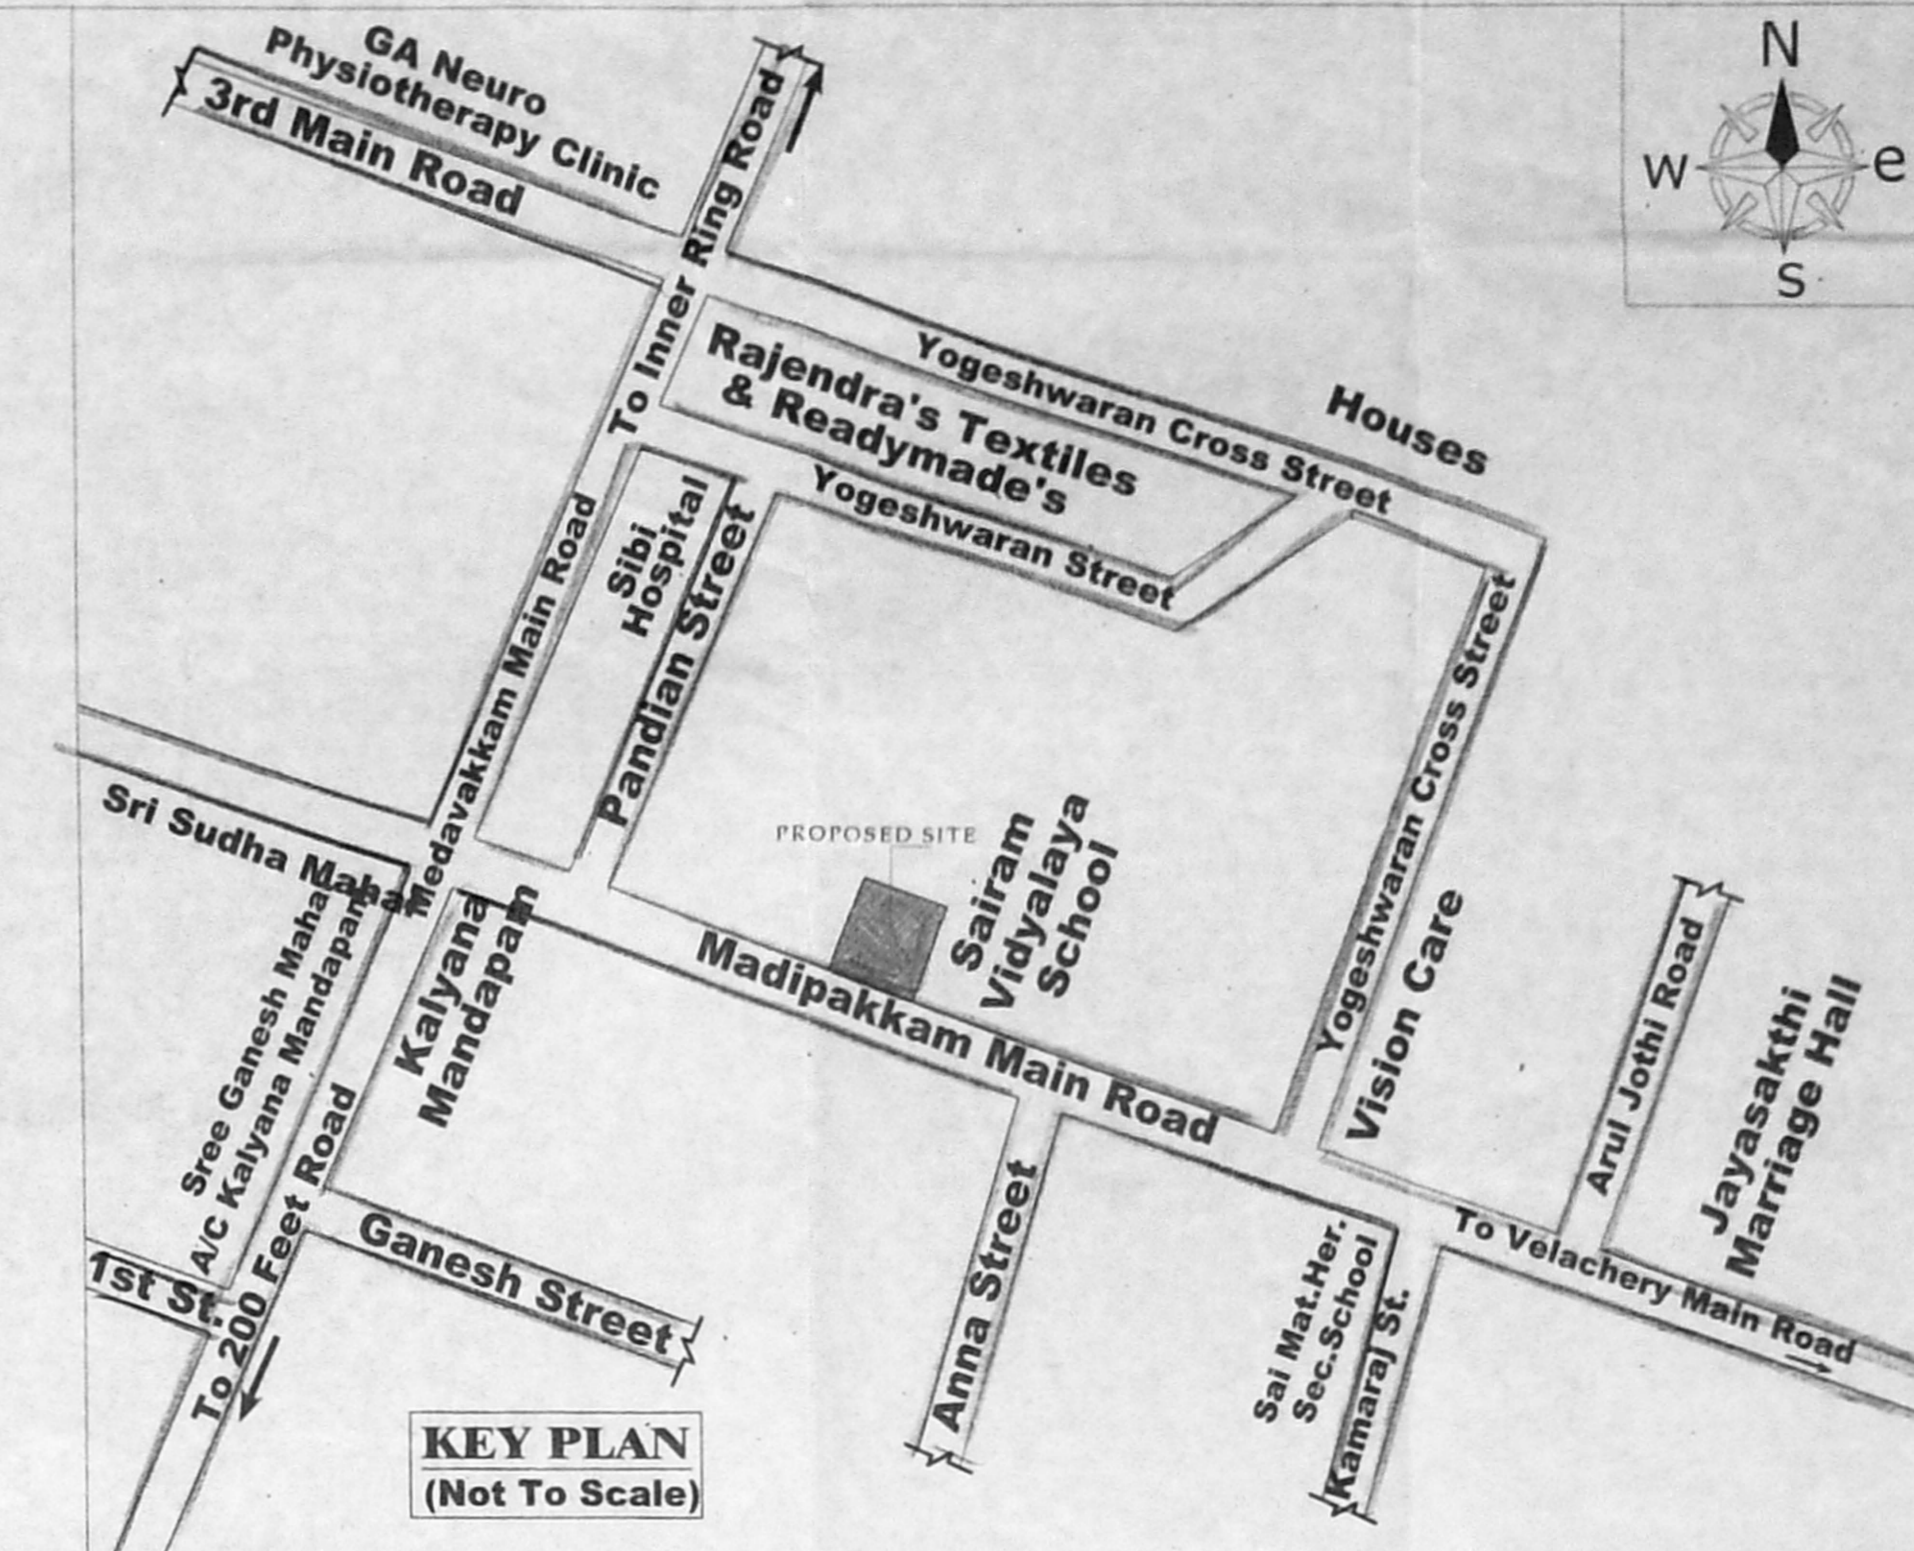 GA Neuro
Physiotherapy Clinic
3rd Main Road
To Inner Ring Road
N
W
e
S
Yogeshwaran Cross Street
Houses
Rajendra's Textiles
& Readymade's
Yogeshwaran Street
Sibi
Hospital
Pandian Street
Medavakkam Main Road
Yogeshwaran Cross Street
PROPOSED SITE
Sairam
Vidyalaya
School
Sri Sudha Mahal
Sree Ganesh Mahal
A/C Kalyana Mandapam
Kalyana
Mandapam
Madipakkam Main Road
Vision Care
Arul Jothi Road
Jayasakthi
Marriage Hall
To Velachery Main Road
Anna Street
Sai Mat.Her.
Sec.School
Kamaraj St.
Ganesh Street
1st St.
To 200 Feet Road
KEY PLAN
(Not To Scale)